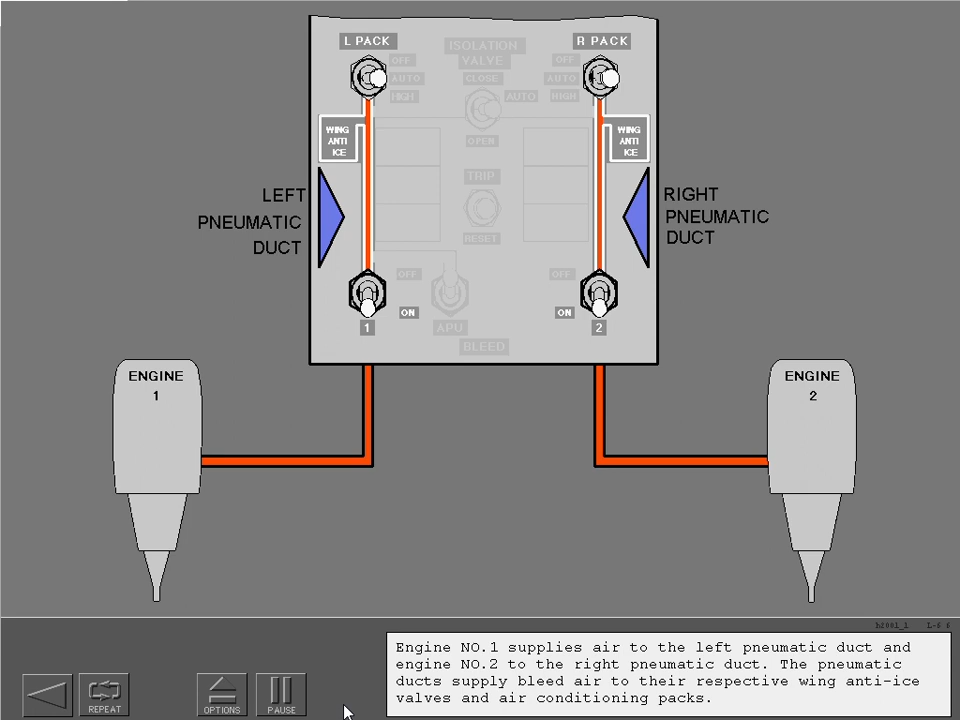 L PACK
R PACK
ISOLATION
VALVE
OFF
AUTO
HIGH
CLOSE
AUTO
OPEN
OFF
AUTO
HIGH
WING
ANTI
ICE
WING
ANTI
ICE
TRIP
RESET
LEFT
PNEUMATIC
DUCT
RIGHT
PNEUMATIC
DUCT
OFF
ON
1
APU
BLEED
OFF
ON
2
ENGINE
1
ENGINE
2
Engine NO.1 supplies air to the left pneumatic duct and
engine NO.2 to the right pneumatic duct. The pneumatic
ducts supply bleed air to their respective wing anti-ice
valves and air conditioning packs.
REPEAT
OPTIONS
PAUSE